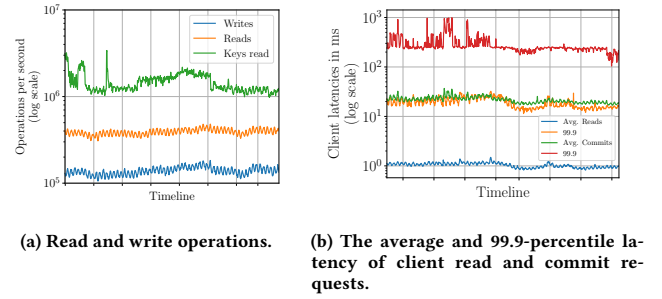 10^7
10^6
10^5
Operations per second
(log scale)
Writes
Reads
Keys read
Timeline
10^3
10^2
10^1
10^0
Client latencies in ms
(log scale)
Avg. Reads
99.9
Avg. Commits
99.9
Timeline
(a) Read and write operations.
(b) The average and 99.9-percentile la-
tency of client read and commit re-
quests.